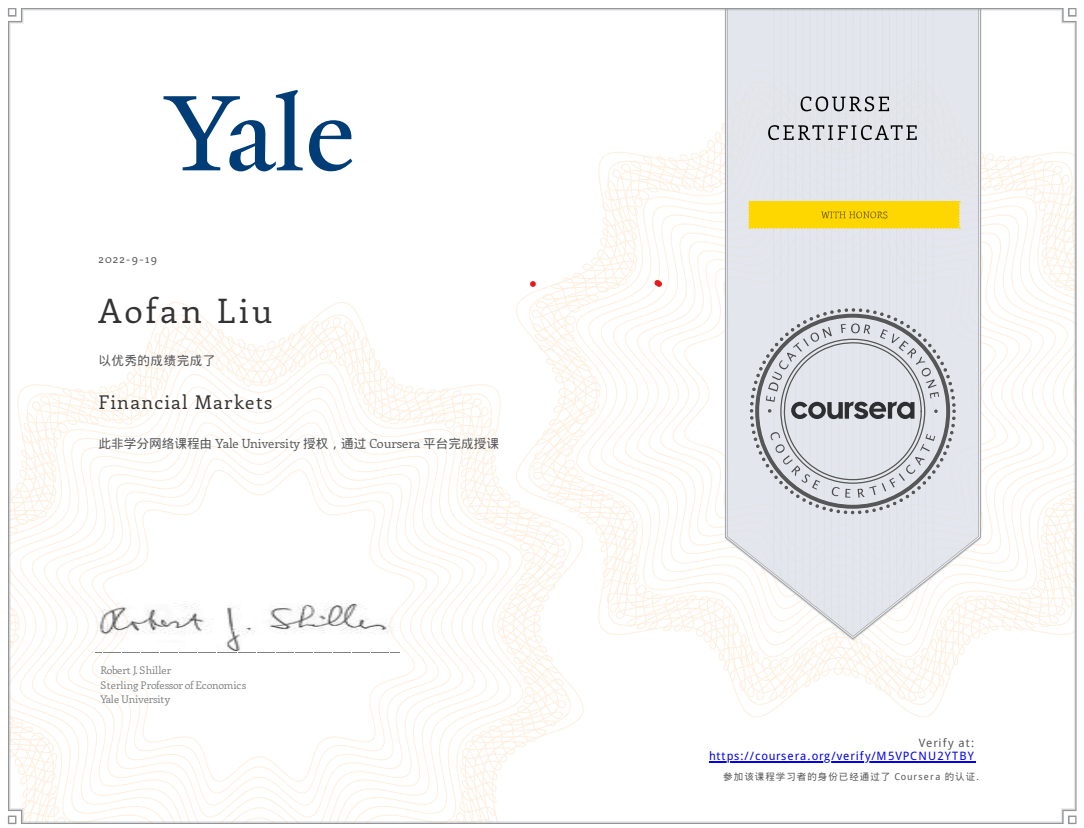 Yale
COURSE
CERTIFICATE
WITH HONORS
2022-9-19
Aofan Liu
以优秀的成绩完成了
Financial Markets
此非学分网络课程由 Yale University 授权，通过 Coursera 平台完成授课
EDUCATION FOR EVERYONE
coursera
COURSE CERTIFICATE
Robert J. Shiller
Robert J. Shiller
Sterling Professor of Economics
Yale University
Verify at:
https://coursera.org/verify/M5VPCNU2YTBY
参加该课程学习者的身份已经通过了 Coursera 的认证.